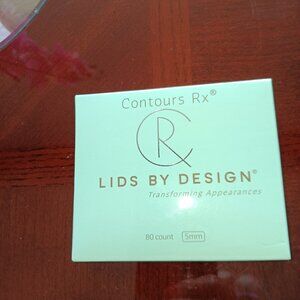 Contours Rx®
CR
LIDS BY DESIGN®
Transforming Appearances
80 count 5mm